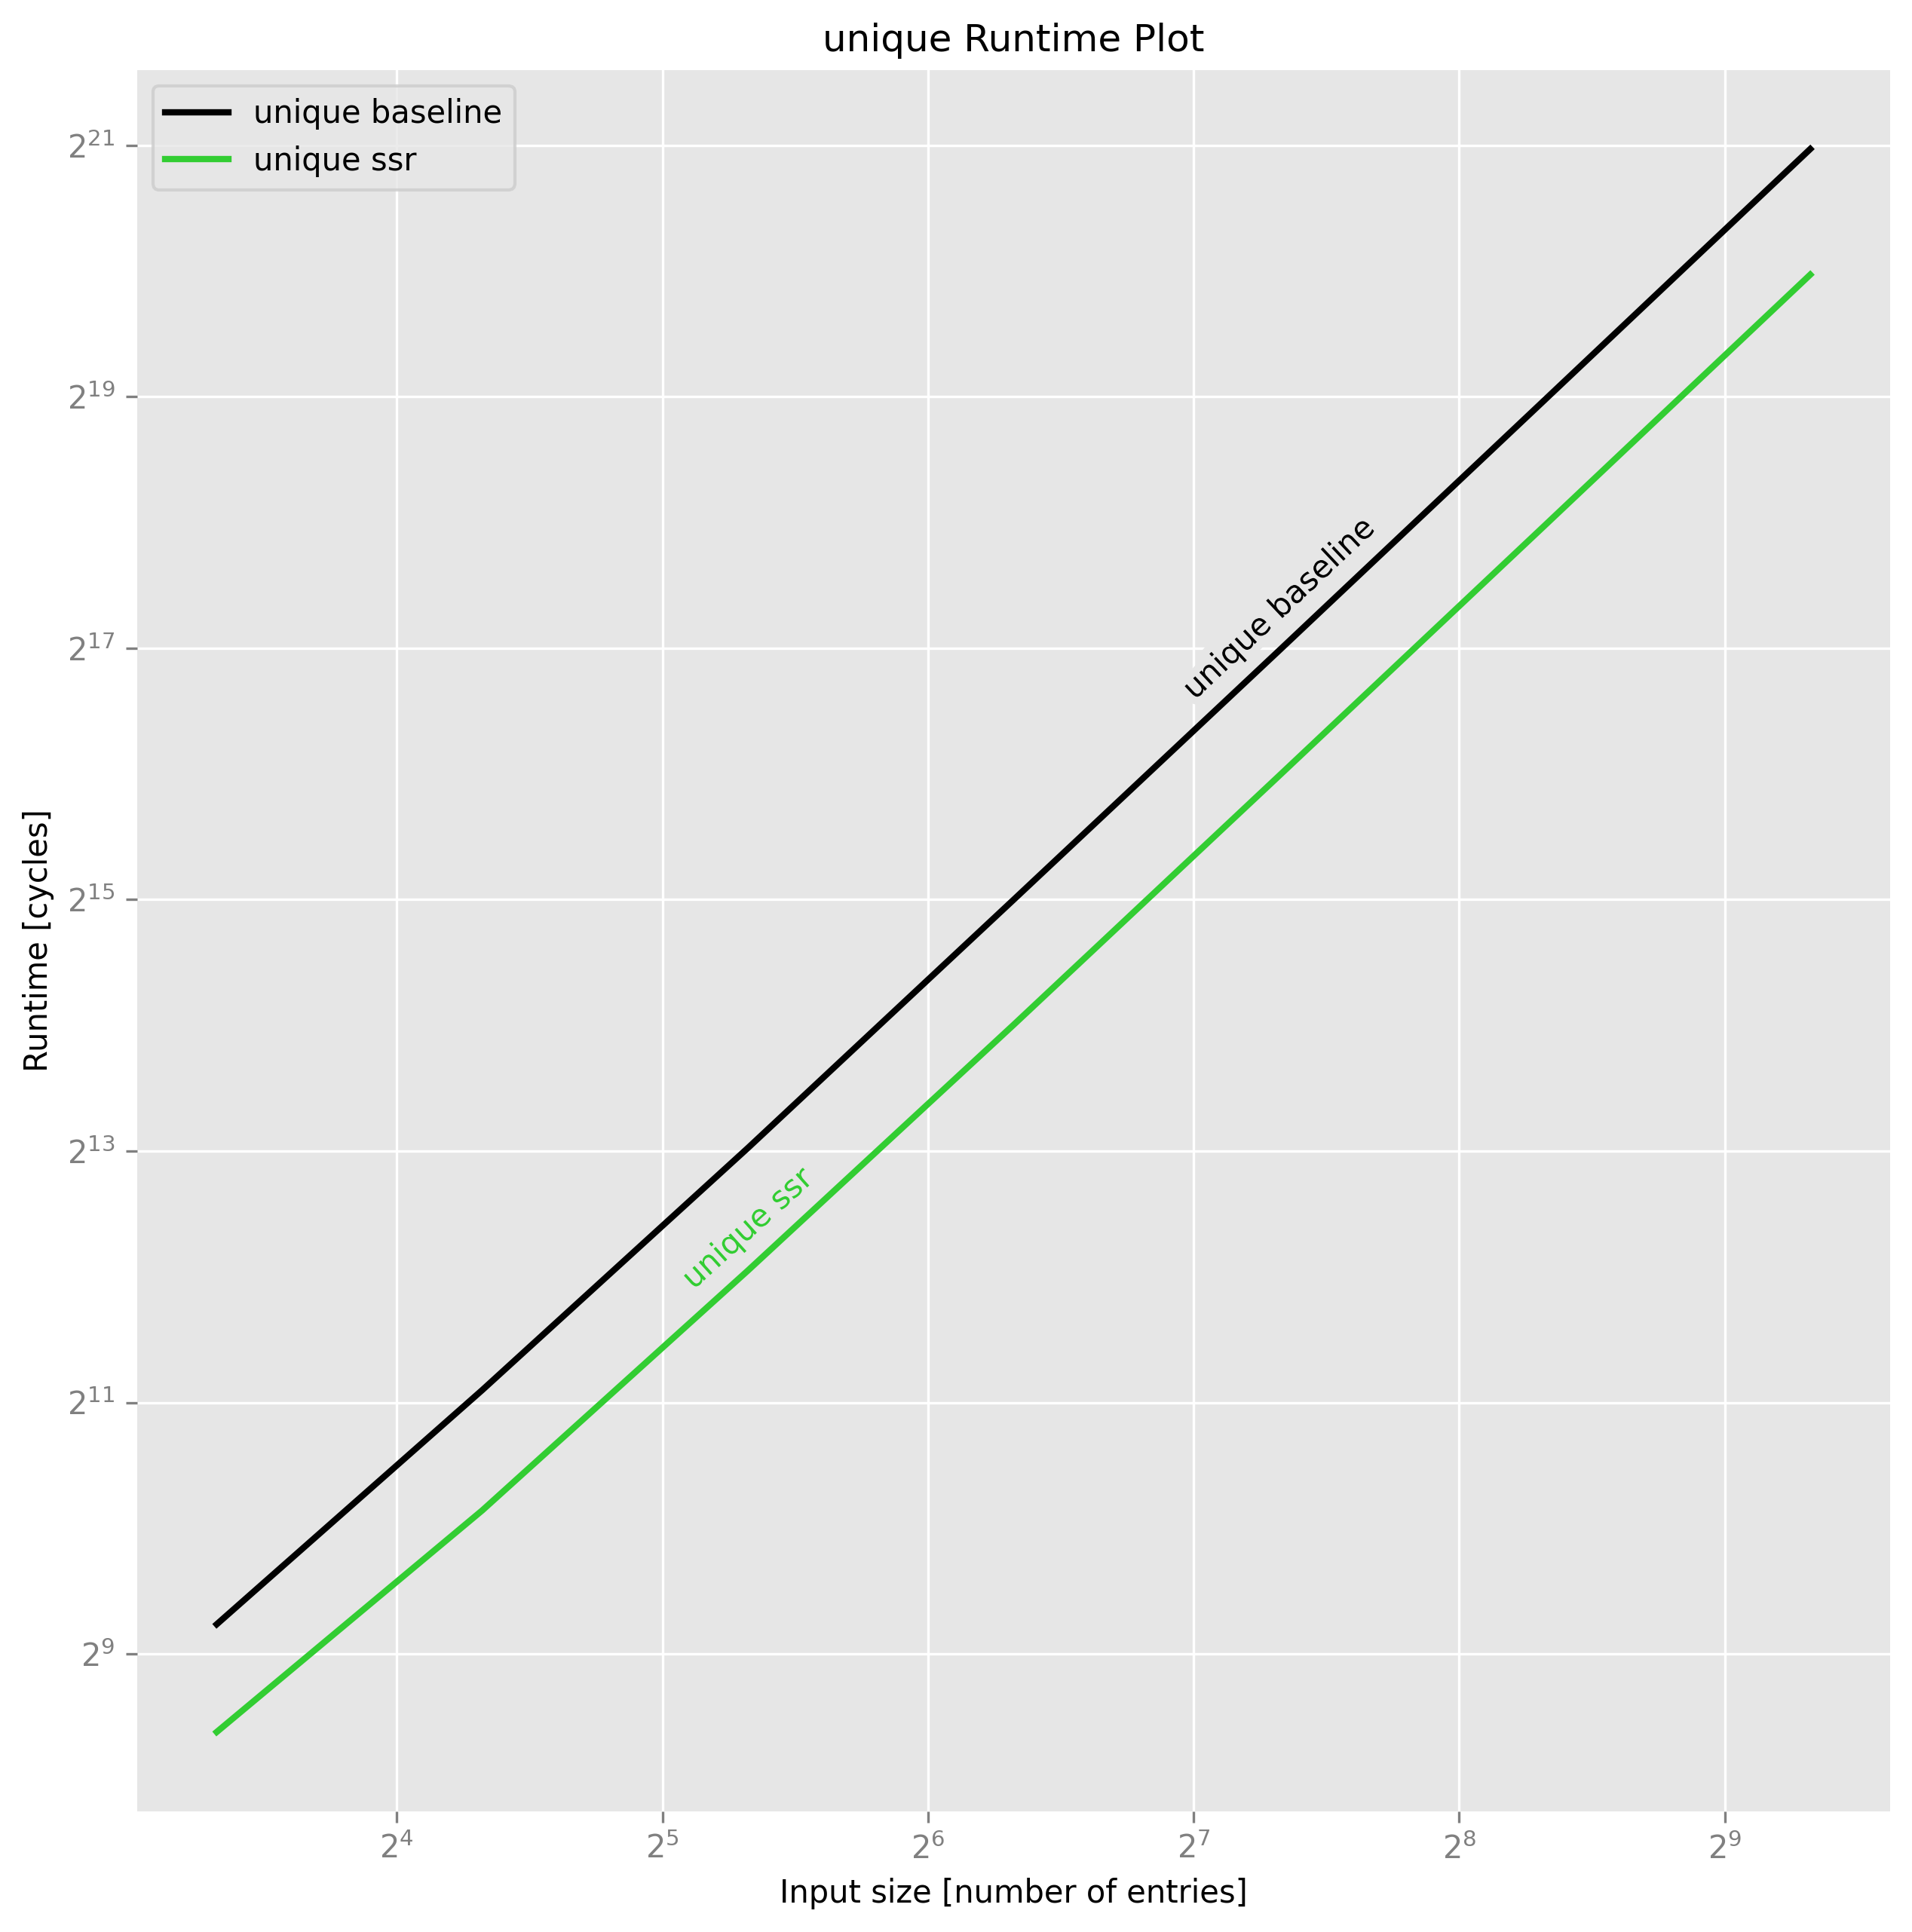 unique Runtime Plot
unique baseline
unique ssr
2^21
2^19
2^17
2^15
2^13
2^11
2^9
Runtime [cycles]
unique baseline
unique ssr
2^4 2^5 2^6 2^7 2^8 2^9
Input size [number of entries]